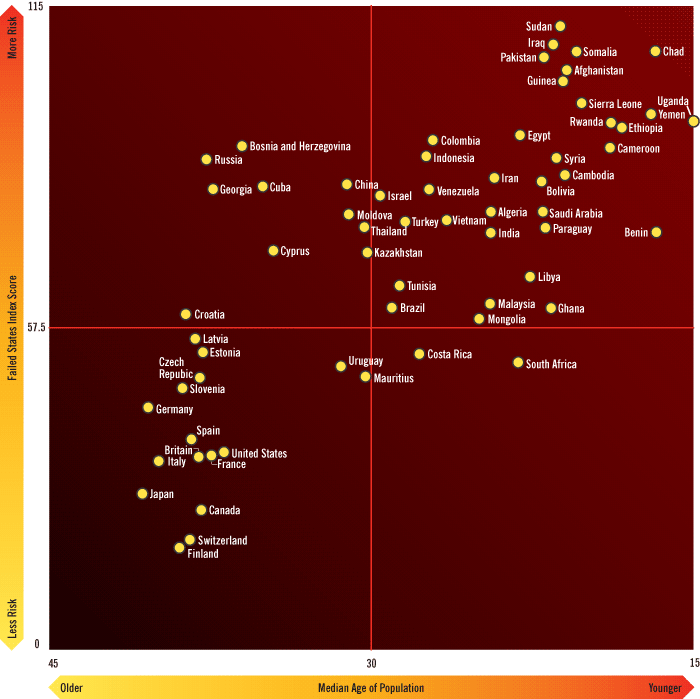 115
More Risk
Failed States Index Score
Less Risk
57.5
0
Sudan
Iraq
Somalia
Chad
Pakistan
Afghanistan
Guinea
Sierra Leone
Uganda
Yemen
Rwanda
Ethiopia
Egypt
Colombia
Bosnia and Herzegovina
Cameroon
Indonesia
Syria
Russia
Cambodia
Iran
Bolivia
China
Cuba
Georgia
Venezuela
Israel
Moldova
Algeria
Saudi Arabia
Turkey
Vietnam
Thailand
Paraguay
India
Benin
Cyprus
Kazakhstan
Libya
Tunisia
Malaysia
Brazil
Ghana
Croatia
Mongolia
Latvia
Estonia
Costa Rica
Uruguay
South Africa
Czech
Repubic
Mauritius
Slovenia
Germany
Spain
Britain
United States
Italy
France
Japan
Canada
Switzerland
Finland
45
30
15
Older
Median Age of Population
Younger